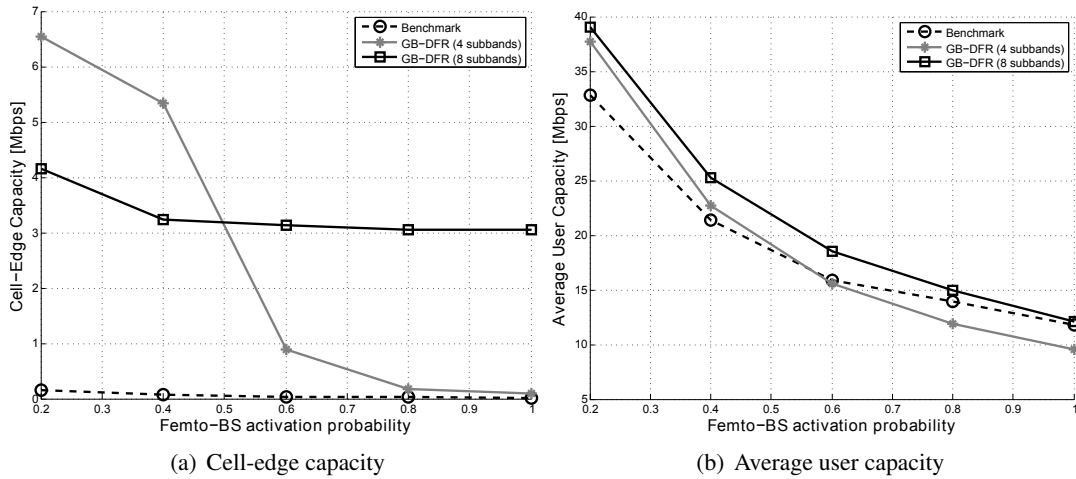 7
6
5
4
3
2
1
0
Cell-Edge Capacity [Mbps]
Benchmark
GB-DFR (4 subbands)
GB-DFR (8 subbands)
0.2 0.3 0.4 0.5 0.6 0.7 0.8 0.9 1
Femto-BS activation probability
(a) Cell-edge capacity
40
35
30
25
20
15
10
5
Average User Capacity [Mbps]
Benchmark
GB-DFR (4 subbands)
GB-DFR (8 subbands)
0.2 0.3 0.4 0.5 0.6 0.7 0.8 0.9 1
Femto-BS activation probability
(b) Average user capacity